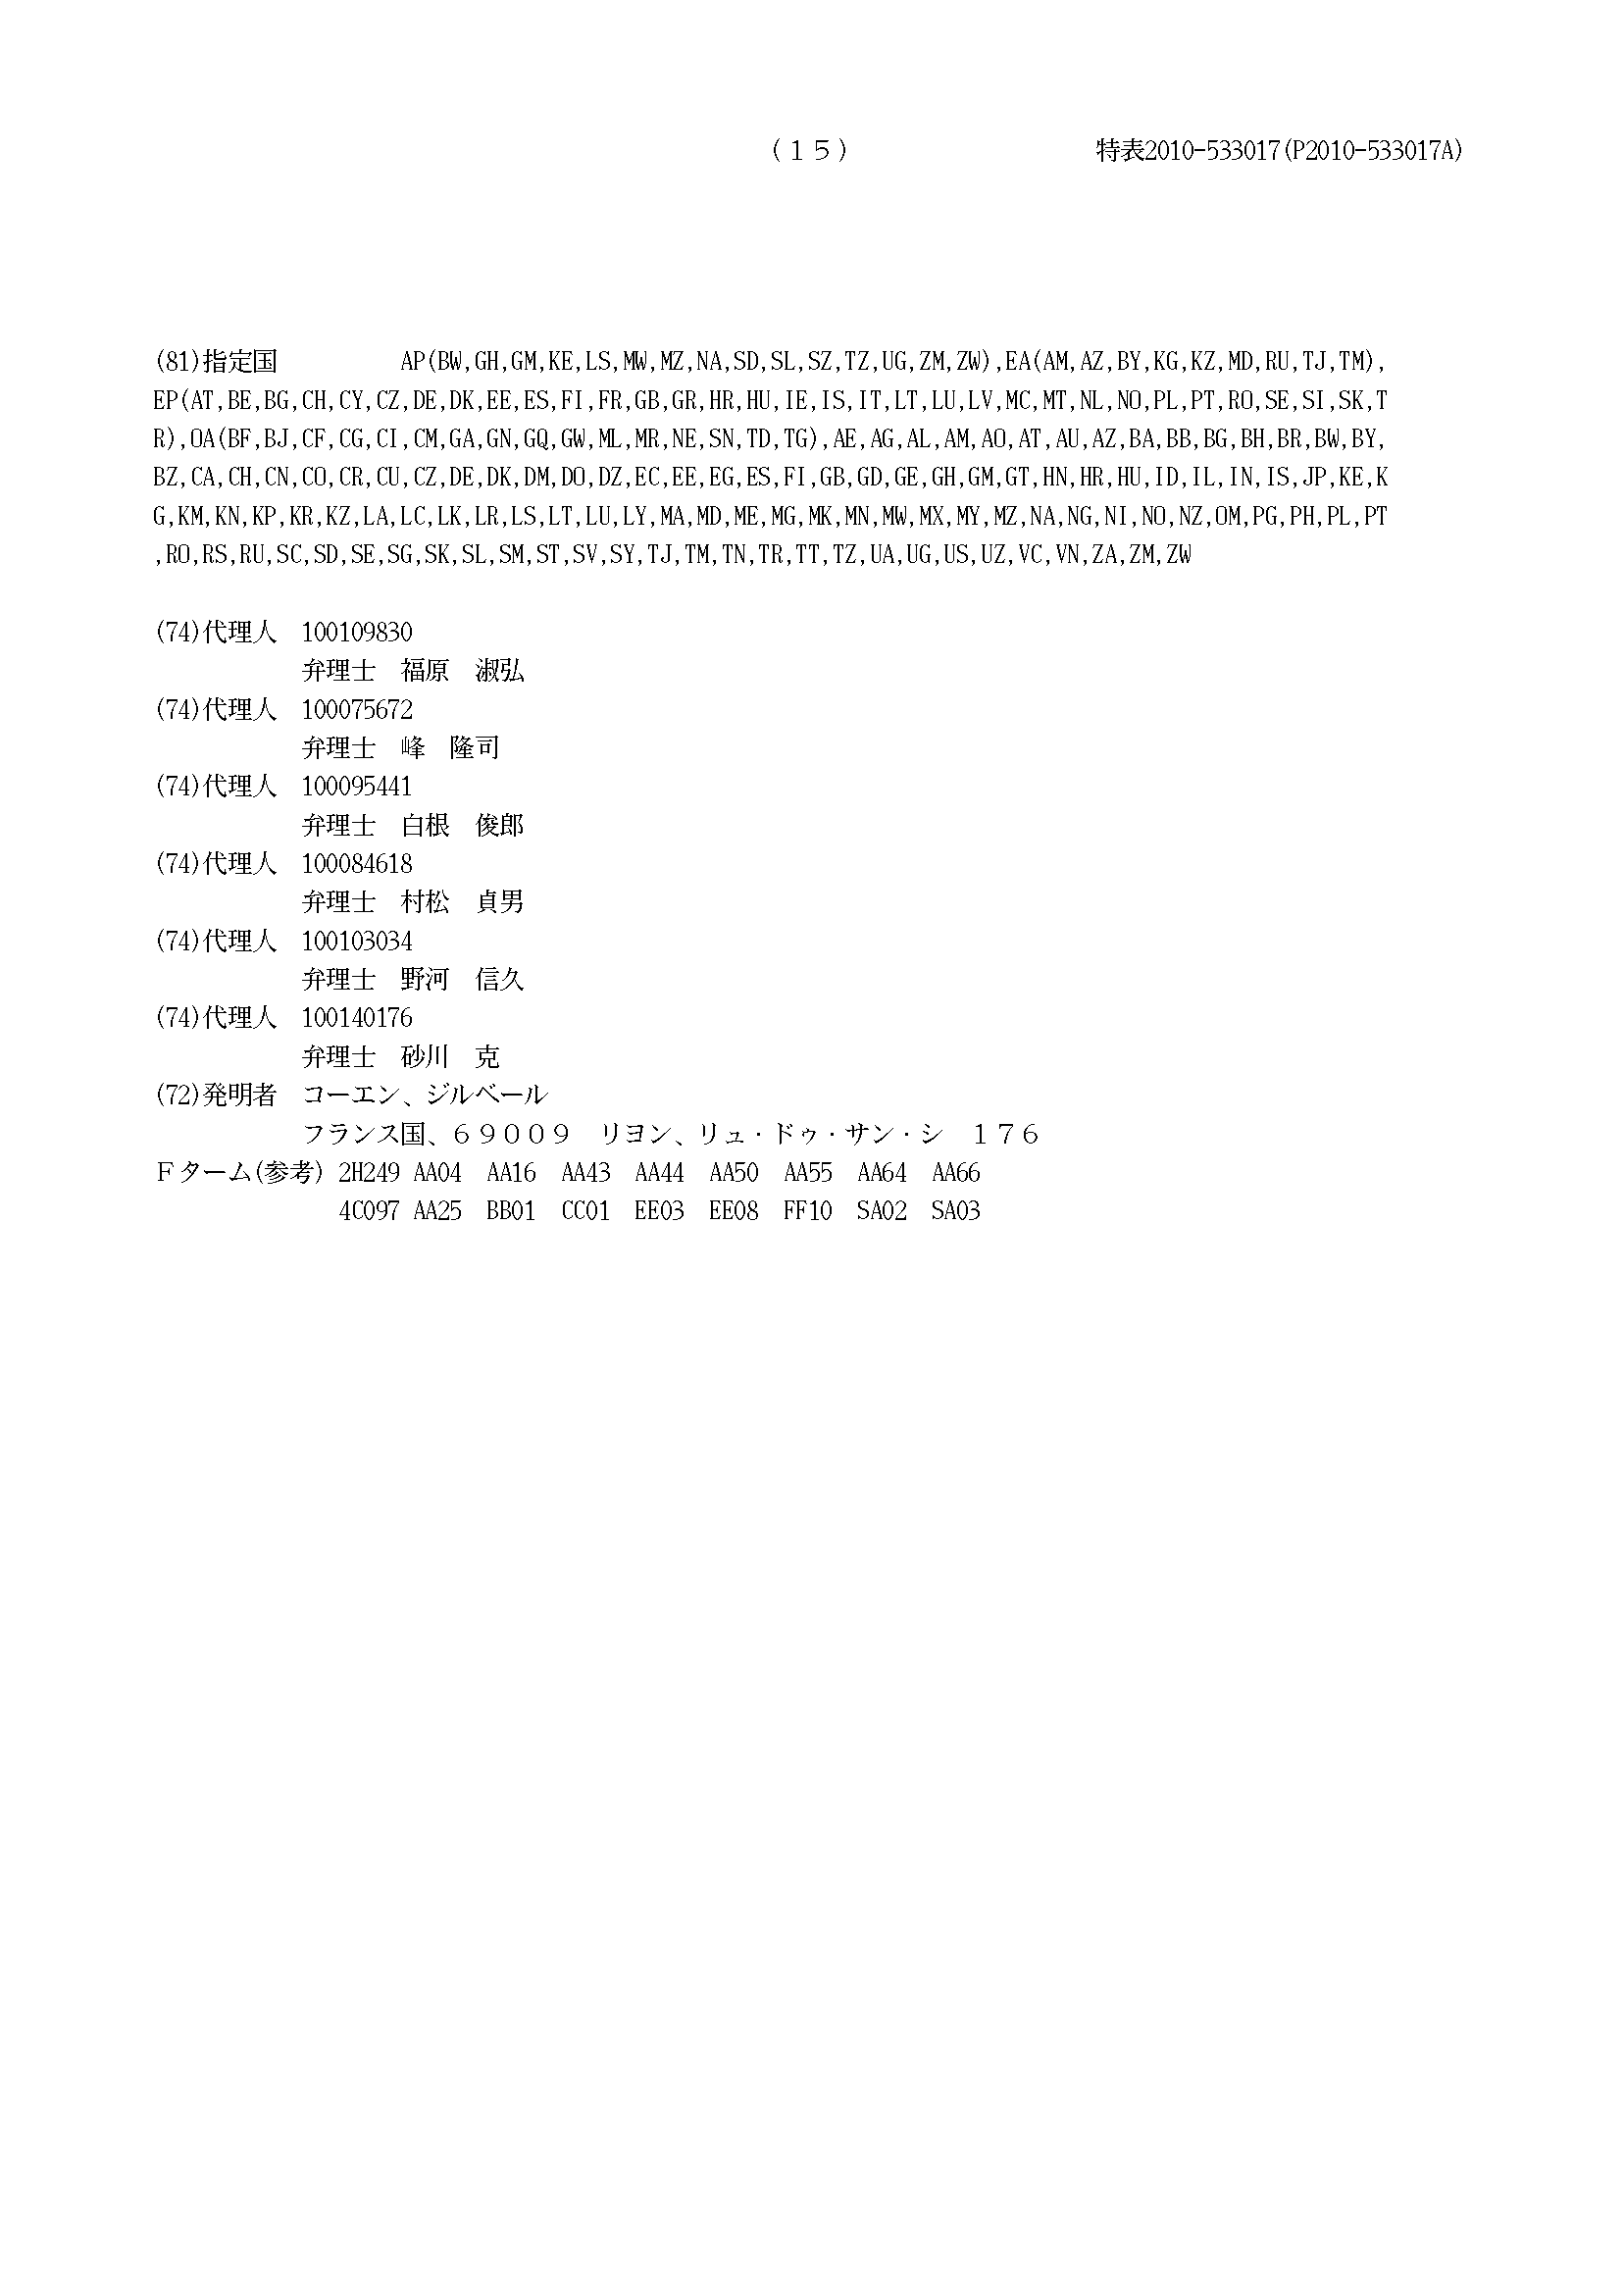 (15)
特表2010-533017(P2010-533017A)
(81)指定国　　　　　AP(BW,GH,GM,KE,LS,MW,MZ,NA,SD,SL,SZ,TZ,UG,ZM,ZW),EA(AM,AZ,BY,KG,KZ,MD,RU,TJ,TM),
EP(AT,BE,BG,CH,CY,CZ,DE,DK,EE,ES,FI,FR,GB,GR,HR,HU,IE,IS,IT,LT,LU,LV,MC,MT,NL,NO,PL,PT,RO,SE,SI,SK,T
R),OA(BF,BJ,CF,CG,CI,CM,GA,GN,GQ,GW,ML,MR,NE,SN,TD,TG),AE,AG,AL,AM,AO,AT,AU,AZ,BA,BB,BG,BH,BR,BW,BY,
BZ,CA,CH,CN,CO,CR,CU,CZ,DE,DK,DM,DO,DZ,EC,EE,EG,ES,FI,GB,GD,GE,GH,GM,GT,HN,HR,HU,ID,IL,IN,IS,JP,KE,K
G,KM,KN,KP,KR,KZ,LA,LC,LK,LR,LS,LT,LU,LY,MA,MD,ME,MG,MK,MN,MW,MX,MY,MZ,NA,NG,NI,NO,NZ,OM,PG,PH,PL,PT
,RO,RS,RU,SC,SD,SE,SG,SK,SL,SM,ST,SV,SY,TJ,TM,TN,TR,TT,TZ,UA,UG,US,UZ,VC,VN,ZA,ZM,ZW
(74)代理人　100109830
弁理士　福原　淑弘
(74)代理人　100075672
弁理士　峰　隆司
(74)代理人　100095441
弁理士　白根　俊郎
(74)代理人　100084618
弁理士　村松　貞男
(74)代理人　100103034
弁理士　野河　信久
(74)代理人　100140176
弁理士　砂川　克
(72)発明者　コーエン、ジルベール
フランス国、６９００９　リヨン、リュ・ドゥ・サン・シ　１７６
Ｆターム(参考) 2H249 AA04 AA16 AA43 AA44 AA50 AA55 AA64 AA66
4C097 AA25 BB01 CC01 EE03 EE08 FF10 SA02 SA03